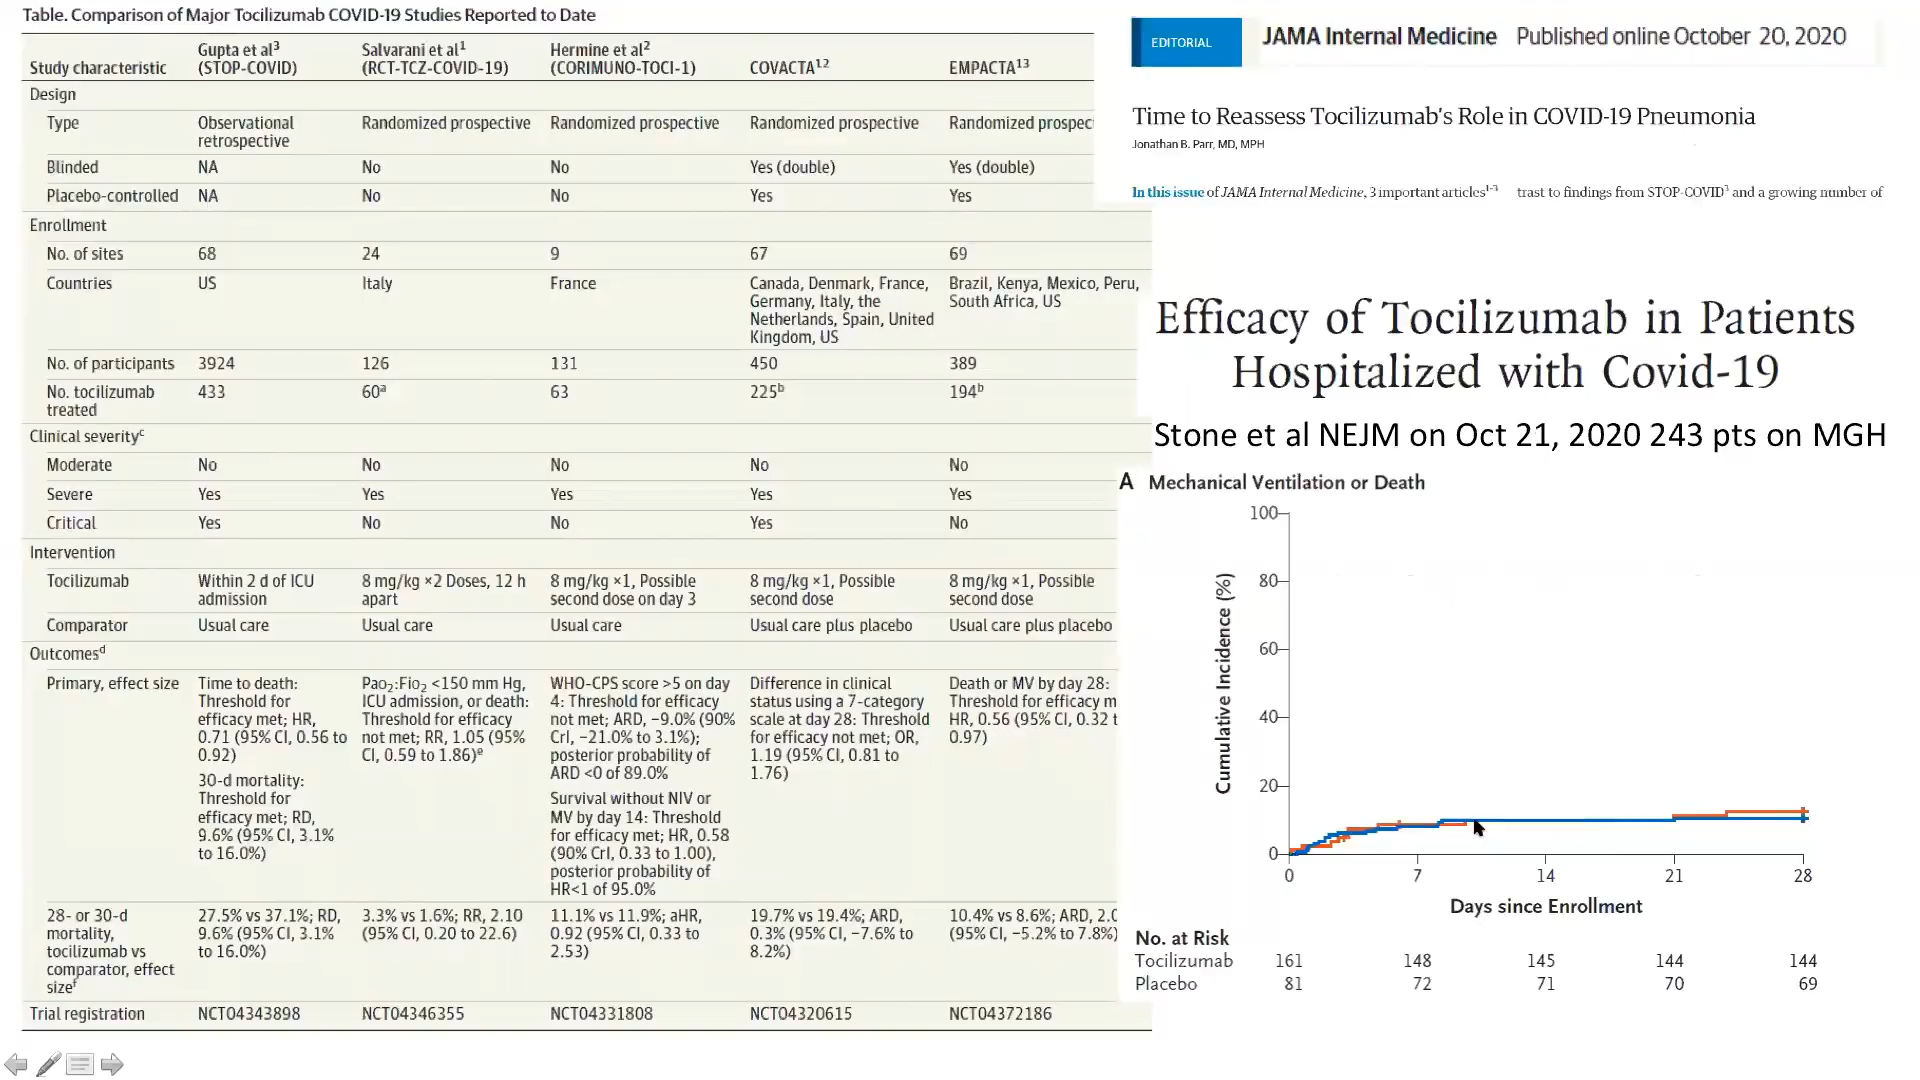 Table. Comparison of Major Tocilizumab COVID-19 Studies Reported to Date
Study characteristic
Gupta et al³
(STOP-COVID)
Salvarani et al¹
(RCT-TCZ-COVID-19)
Hermine et al²
(CORIMUNO-TOCI-1)
COVACTA¹²
EMPACTA¹³
Design
Type
Observational
retrospective
Randomized prospective
Randomized prospective
Randomized prospective
Randomized prospec
Blinded
NA
No
No
Yes (double)
Yes (double)
Placebo-controlled
NA
No
No
Yes
Yes
Enrollment
No. of sites
68
24
9
67
69
Countries
US
Italy
France
Canada, Denmark, France,
Germany, Italy, the
Netherlands, Spain, United
Kingdom, US
Brazil, Kenya, Mexico, Peru,
South Africa, US
No. of participants
3924
126
131
450
389
No. tocilizumab
treated
433
60ᵃ
63
225ᵇ
194ᵇ
Clinical severityᶜ
Moderate
No
No
No
No
No
Severe
Yes
Yes
Yes
Yes
Yes
Critical
Yes
No
No
Yes
No
Intervention
Tocilizumab
Within 2 d of ICU
admission
8 mg/kg ×2 Doses, 12 h
apart
8 mg/kg ×1, Possible
second dose on day 3
8 mg/kg ×1, Possible
second dose
8 mg/kg ×1, Possible
second dose
Comparator
Usual care
Usual care
Usual care
Usual care plus placebo
Usual care plus placebo
Outcomesᵈ
Primary, effect size
Time to death:
Threshold for
efficacy met; HR,
0.71 (95% CI, 0.56 to
0.92)
30-d mortality:
Threshold for
efficacy met; RD,
9.6% (95% CI, 3.1%
to 16.0%)
Pao₂:Fio₂ <150 mm Hg,
ICU admission, or death:
Threshold for efficacy
not met; RR, 1.05 (95%
CI, 0.59 to 1.86)ᵉ
WHO-CPS score >5 on day
4: Threshold for efficacy
not met; ARD, −9.0% (90%
CrI, −21.0% to 3.1%);
posterior probability of
ARD <0 of 89.0%
Survival without NIV or
MV by day 14: Threshold
for efficacy met; HR, 0.58
(90% CrI, 0.33 to 1.00),
posterior probability of
HR<1 of 95.0%
Difference in clinical
status using a 7-category
scale at day 28: Threshold
for efficacy not met; OR,
1.19 (95% CI, 0.81 to
1.76)
Death or MV by day 28:
Threshold for efficacy m
HR, 0.56 (95% CI, 0.32 t
0.97)
28- or 30-d
mortality,
tocilizumab vs
comparator, effect
sizeᶠ
27.5% vs 37.1%; RD,
9.6% (95% CI, 3.1%
to 16.0%)
3.3% vs 1.6%; RR, 2.10
(95% CI, 0.20 to 22.6)
11.1% vs 11.9%; aHR,
0.92 (95% CI, 0.33 to
2.53)
19.7% vs 19.4%; ARD,
0.3% (95% CI, −7.6% to
8.2%)
10.4% vs 8.6%; ARD, 2.0
(95% CI, −5.2% to 7.8%)
Trial registration
NCT04343898
NCT04346355
NCT04331808
NCT04320615
NCT04372186
EDITORIAL
JAMA Internal Medicine Published online October 20, 2020
Time to Reassess Tocilizumab's Role in COVID-19 Pneumonia
Jonathan B. Parr, MD, MPH
In this issue of JAMA Internal Medicine, 3 important articles¹⁻³
trast to findings from STOP-COVID³ and a growing number of
Efficacy of Tocilizumab in Patients
Hospitalized with Covid-19
Stone et al NEJM on Oct 21, 2020 243 pts on MGH
A Mechanical Ventilation or Death
Cumulative Incidence (%)
100
80
60
40
20
0
0 7 14 21 28
Days since Enrollment
No. at Risk
Tocilizumab 161 148 145 144 144
Placebo 81 72 71 70 69